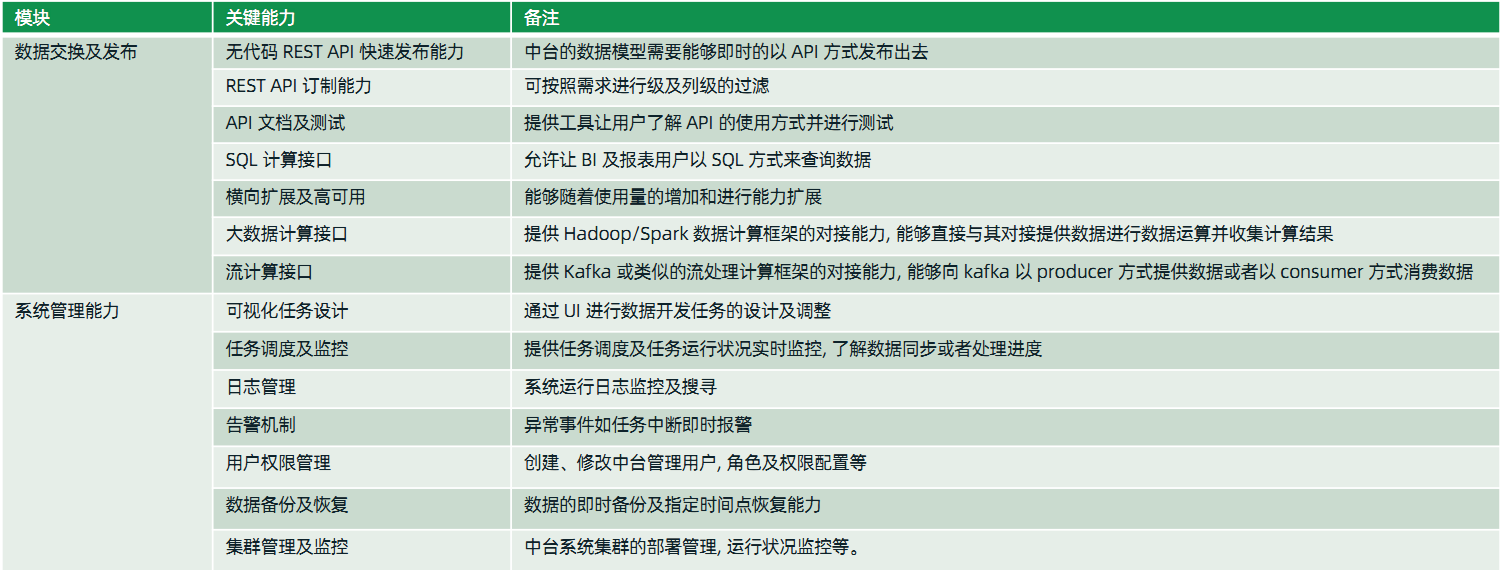 模块 关键能力 备注
数据交换及发布 无代码 REST API 快速发布能力 中台的数据模型需要能够即时的以 API 方式发布出去
REST API 订制能力 可按照需求进行级及列级的过滤
API 文档及测试 提供工具让用户了解 API 的使用方式并进行测试
SQL 计算接口 允许让 BI 及报表用户以 SQL 方式来查询数据
横向扩展及高可用 能够随着使用量的增加和进行能力扩展
大数据计算接口 提供 Hadoop/Spark 数据计算框架的对接能力, 能够直接与其对接提供数据进行数据运算并收集计算结果
流计算接口 提供 Kafka 或类似的流处理计算框架的对接能力, 能够向 kafka 以 producer 方式提供数据或者以 consumer 方式消费数据
系统管理能力 可视化任务设计 通过 UI 进行数据开发任务的设计及调整
任务调度及监控 提供任务调度及任务运行状况实时监控, 了解数据同步或者处理进度
日志管理 系统运行日志监控及搜寻
告警机制 异常事件如任务中断即时报警
用户权限管理 创建、修改中台管理用户, 角色及权限配置等
数据备份及恢复 数据的即时备份及指定时间点恢复能力
集群管理及监控 中台系统集群的部署管理, 运行状况监控等。